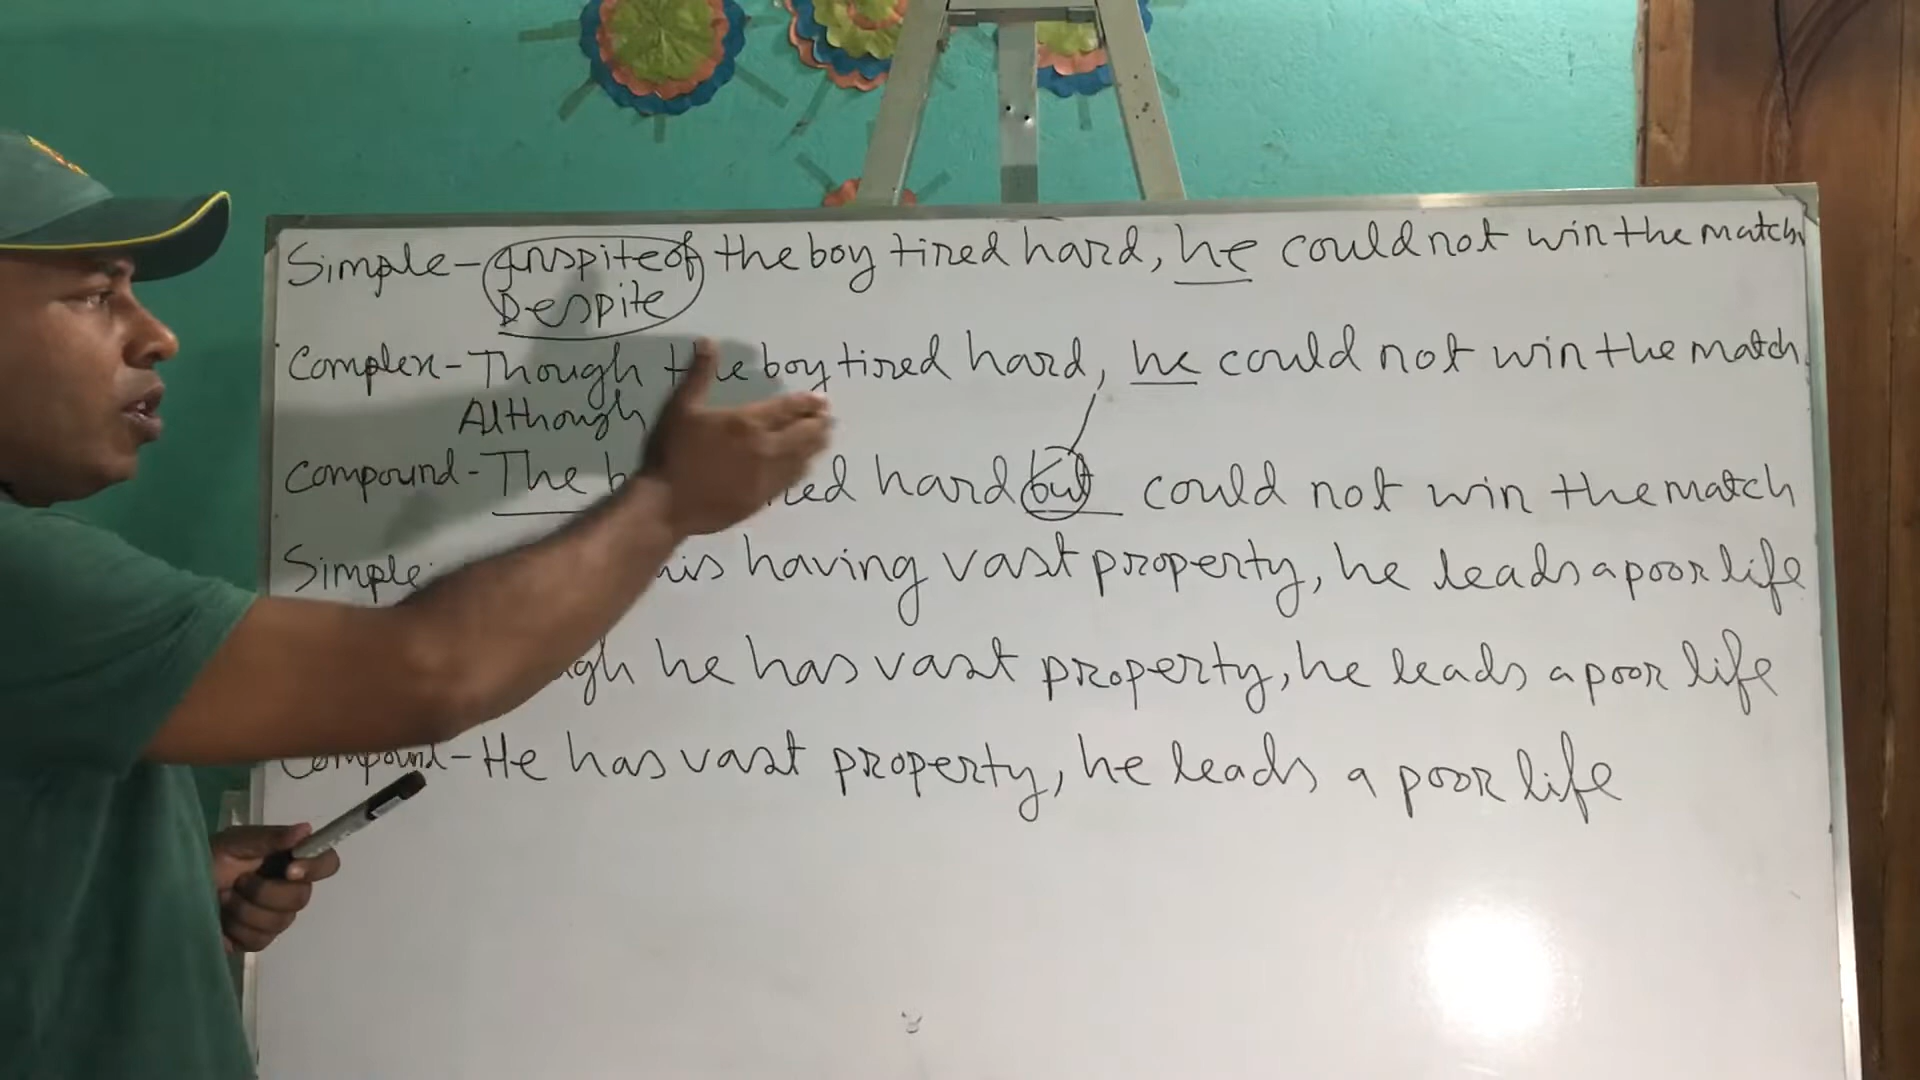 Simple - Inspite of the boy tired hard, he could not win the match
Despite
Complex - Though the boy tired hard, he could not win the match
Although
Compound - The hard but could not win the match
Simple having vast property, he leads a poor life
he has vast property, he leads a poor life
Compound - He has vast property, he leads a poor life